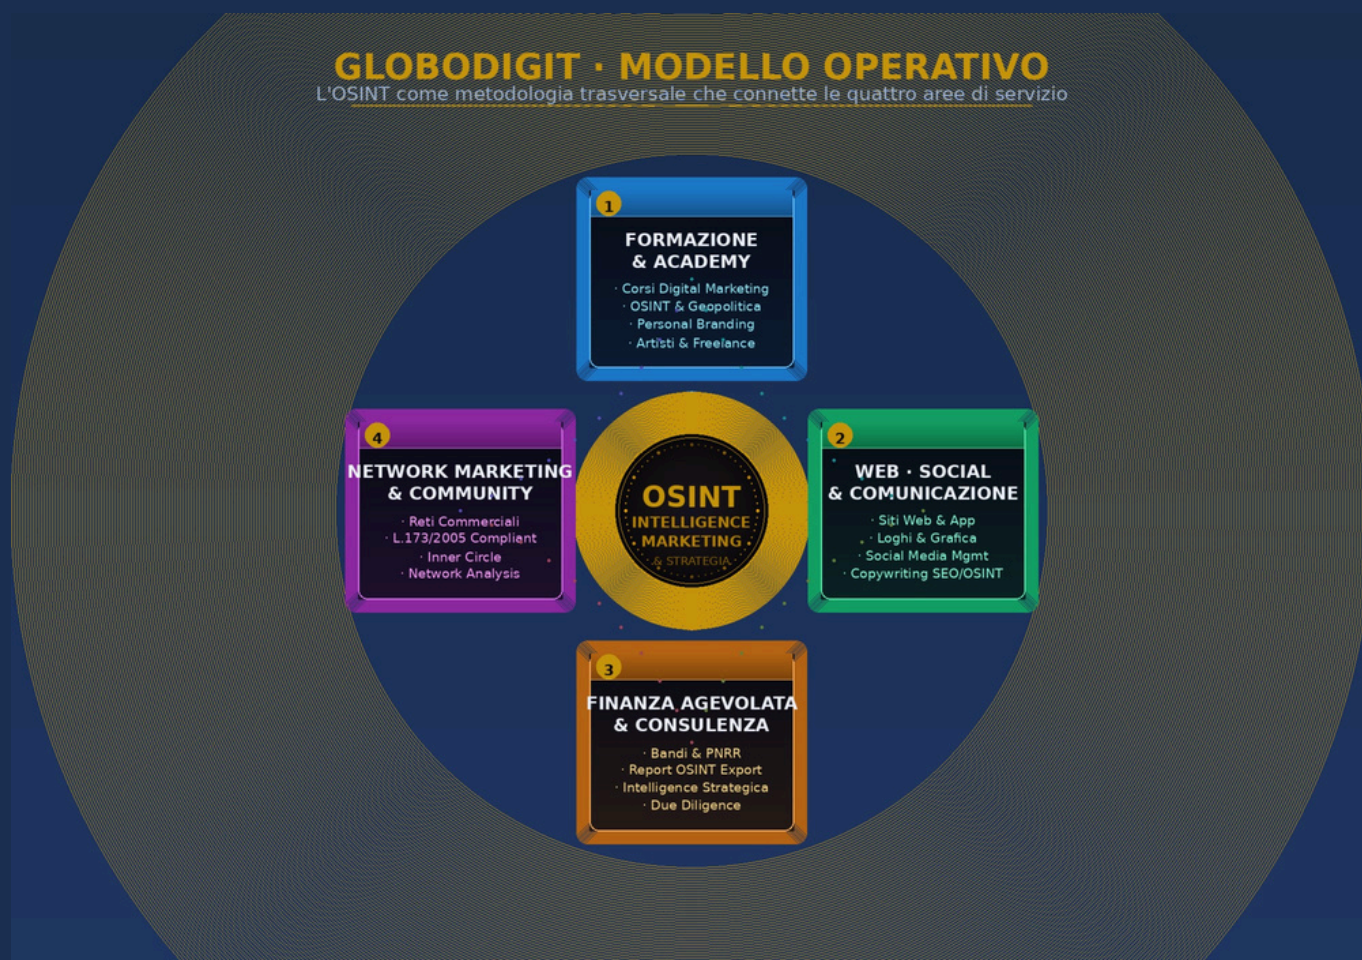 GLOBODIGIT · MODELLO OPERATIVO
L'OSINT come metodologia trasversale che connette le quattro aree di servizio
1
FORMAZIONE
& ACADEMY
· Corsi Digital Marketing
· OSINT & Geopolitica
· Personal Branding
· Artisti & Freelance
4
NETWORK MARKETING
& COMMUNITY
· Reti Commerciali
· L.173/2005 Compliant
· Inner Circle
· Network Analysis
OSINT
INTELLIGENCE
MARKETING
& STRATEGIA
2
WEB · SOCIAL
& COMUNICAZIONE
· Siti Web & App
· Loghi & Grafica
· Social Media Mgmt
· Copywriting SEO/OSINT
3
FINANZA AGEVOLATA
& CONSULENZA
· Bandi & PNRR
· Report OSINT Export
· Intelligence Strategica
· Due Diligence